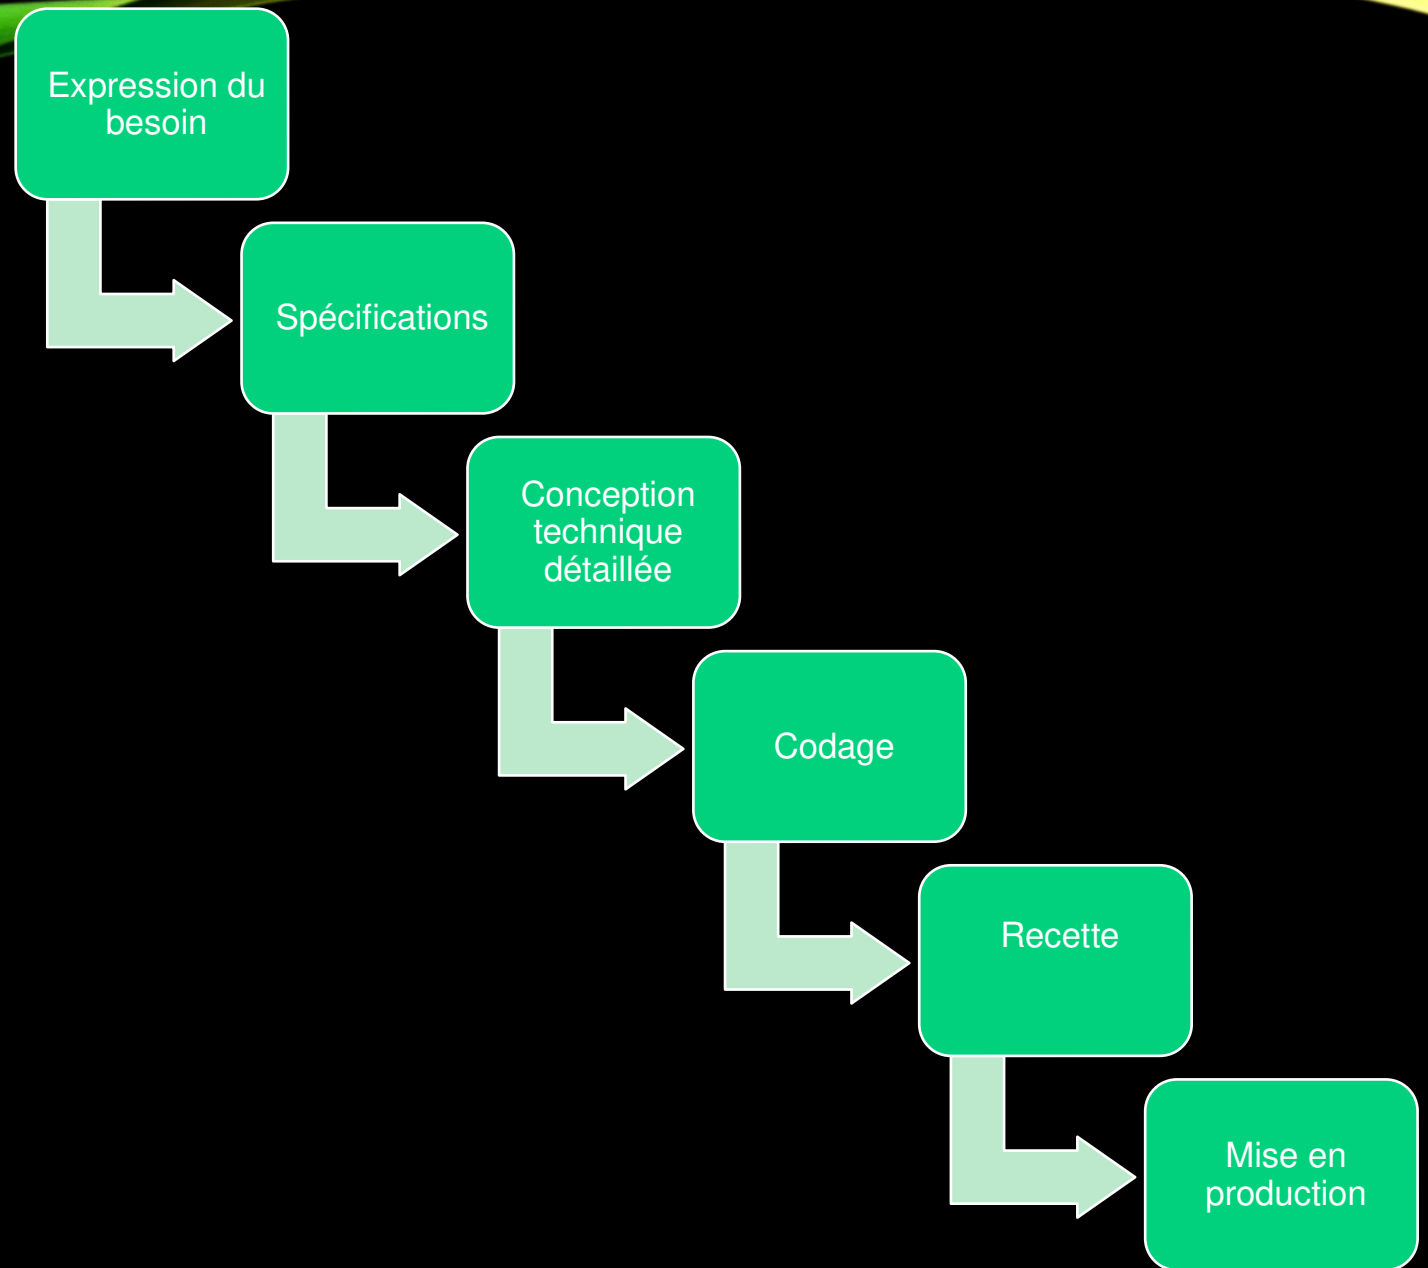 Expression du
besoin
Spécifications
Conception
technique
détaillée
Codage
Recette
Mise en
production